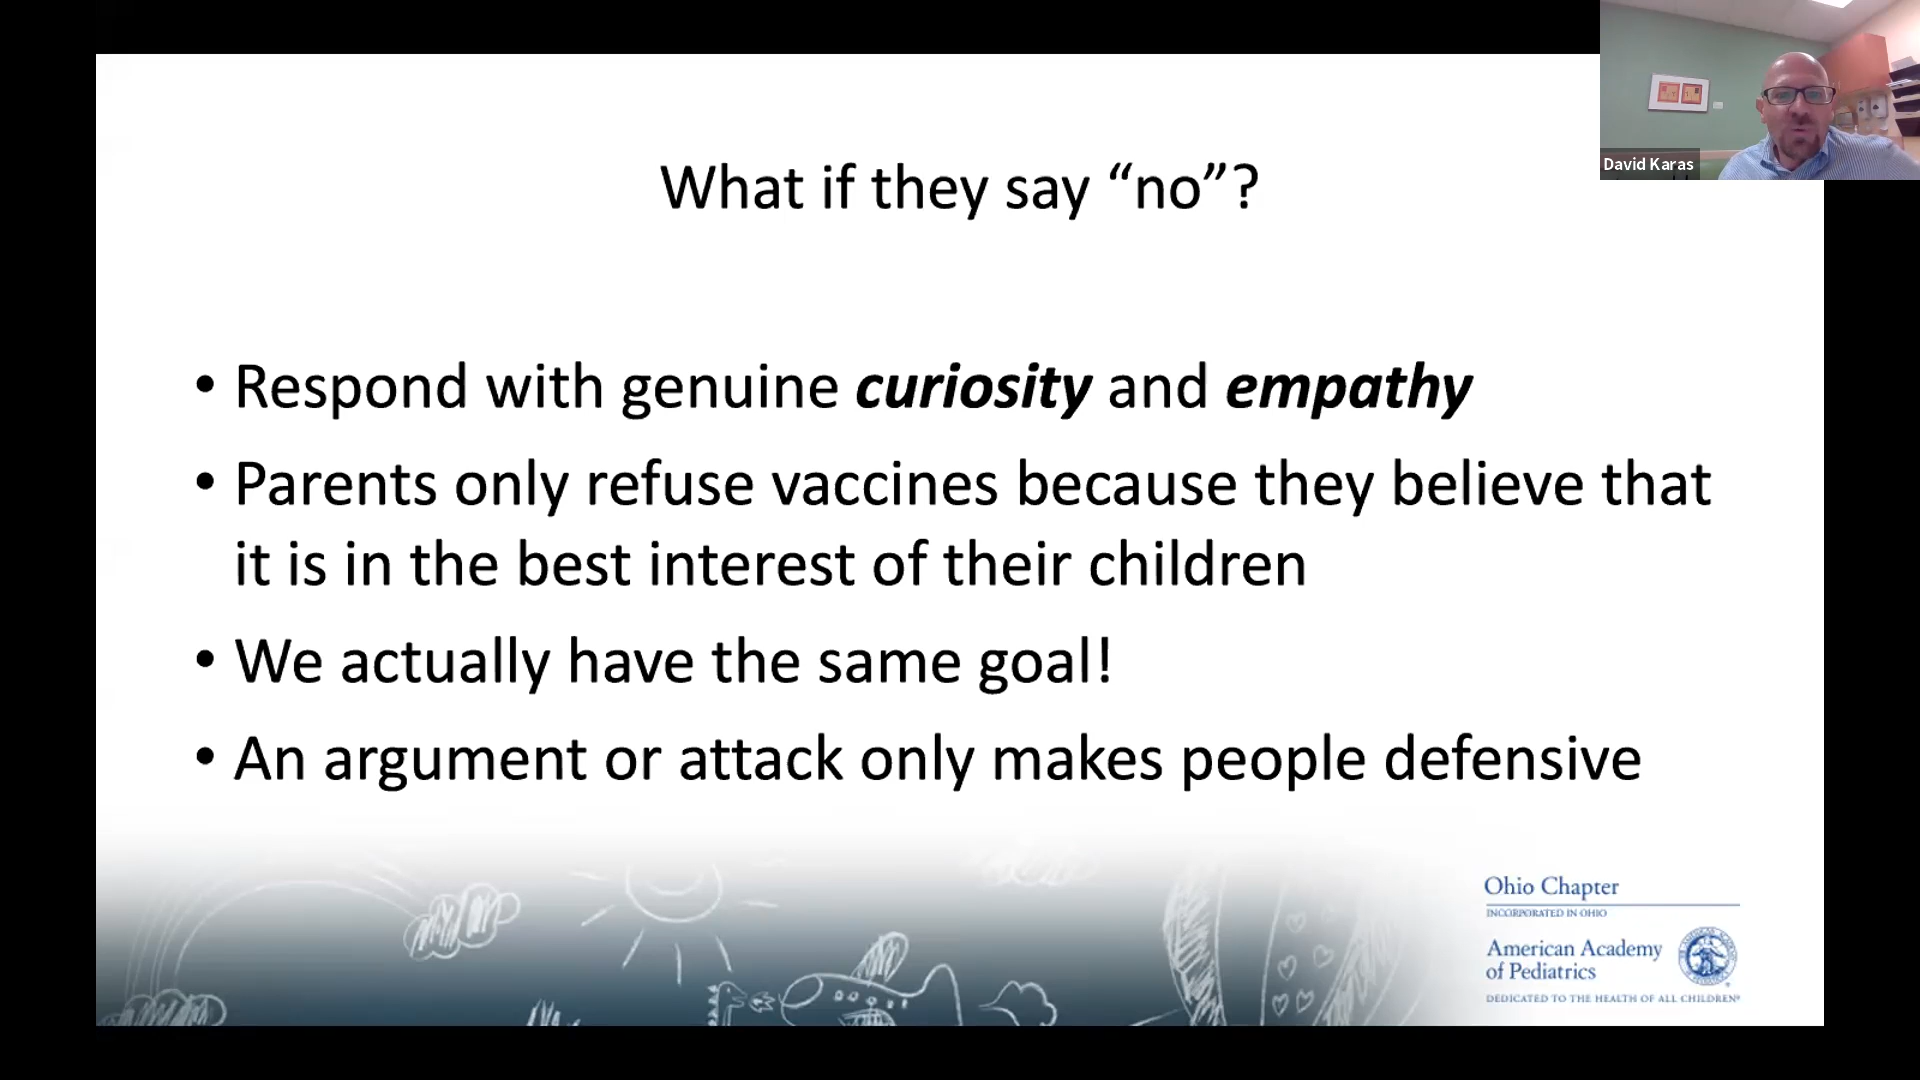 David Karas
What if they say “no”?
• Respond with genuine curiosity and empathy
• Parents only refuse vaccines because they believe that
it is in the best interest of their children
• We actually have the same goal!
• An argument or attack only makes people defensive
Ohio Chapter
INCORPORATED IN OHIO
American Academy
of Pediatrics
DEDICATED TO THE HEALTH OF ALL CHILDREN®